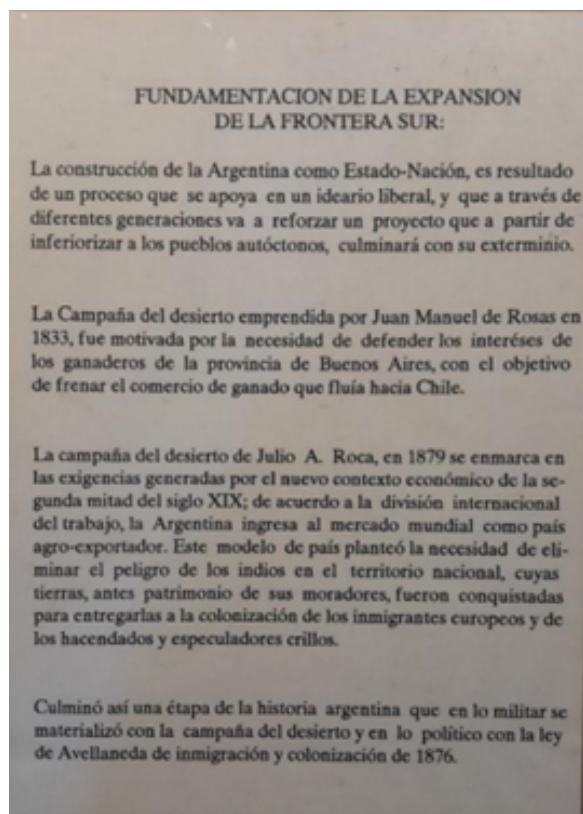 FUNDAMENTACION DE LA EXPANSION
DE LA FRONTERA SUR:
La construcción de la Argentina como Estado-Nación, es resultado
de un proceso que se apoya en un ideario liberal, y que a través de
diferentes generaciones va a reforzar un proyecto que a partir de
inferiorizar a los pueblos autóctonos, culminará con su exterminio.
La Campaña del desierto emprendida por Juan Manuel de Rosas en
1833, fue motivada por la necesidad de defender los interéses de
los ganaderos de la provincia de Buenos Aires, con el objetivo
de frenar el comercio de ganado que fluía hacia Chile.
La campaña del desierto de Julio A. Roca, en 1879 se enmarca en
las exigencias generadas por el nuevo contexto económico de la se-
gunda mitad del siglo XIX; de acuerdo a la división internacional
del trabajo, la Argentina ingresa al mercado mundial como país
agro-exportador. Este modelo de país planteó la necesidad de eli-
minar el peligro de los indios en el territorio nacional, cuyas
tierras, antes patrimonio de sus moradores, fueron conquistadas
para entregarlas a la colonización de los inmigrantes europeos y de
los hacendados y especuladores crillos.
Culminó así una étapa de la historia argentina que en lo militar se
materializó con la campaña del desierto y en lo político con la ley
de Avellaneda de inmigración y colonización de 1876.